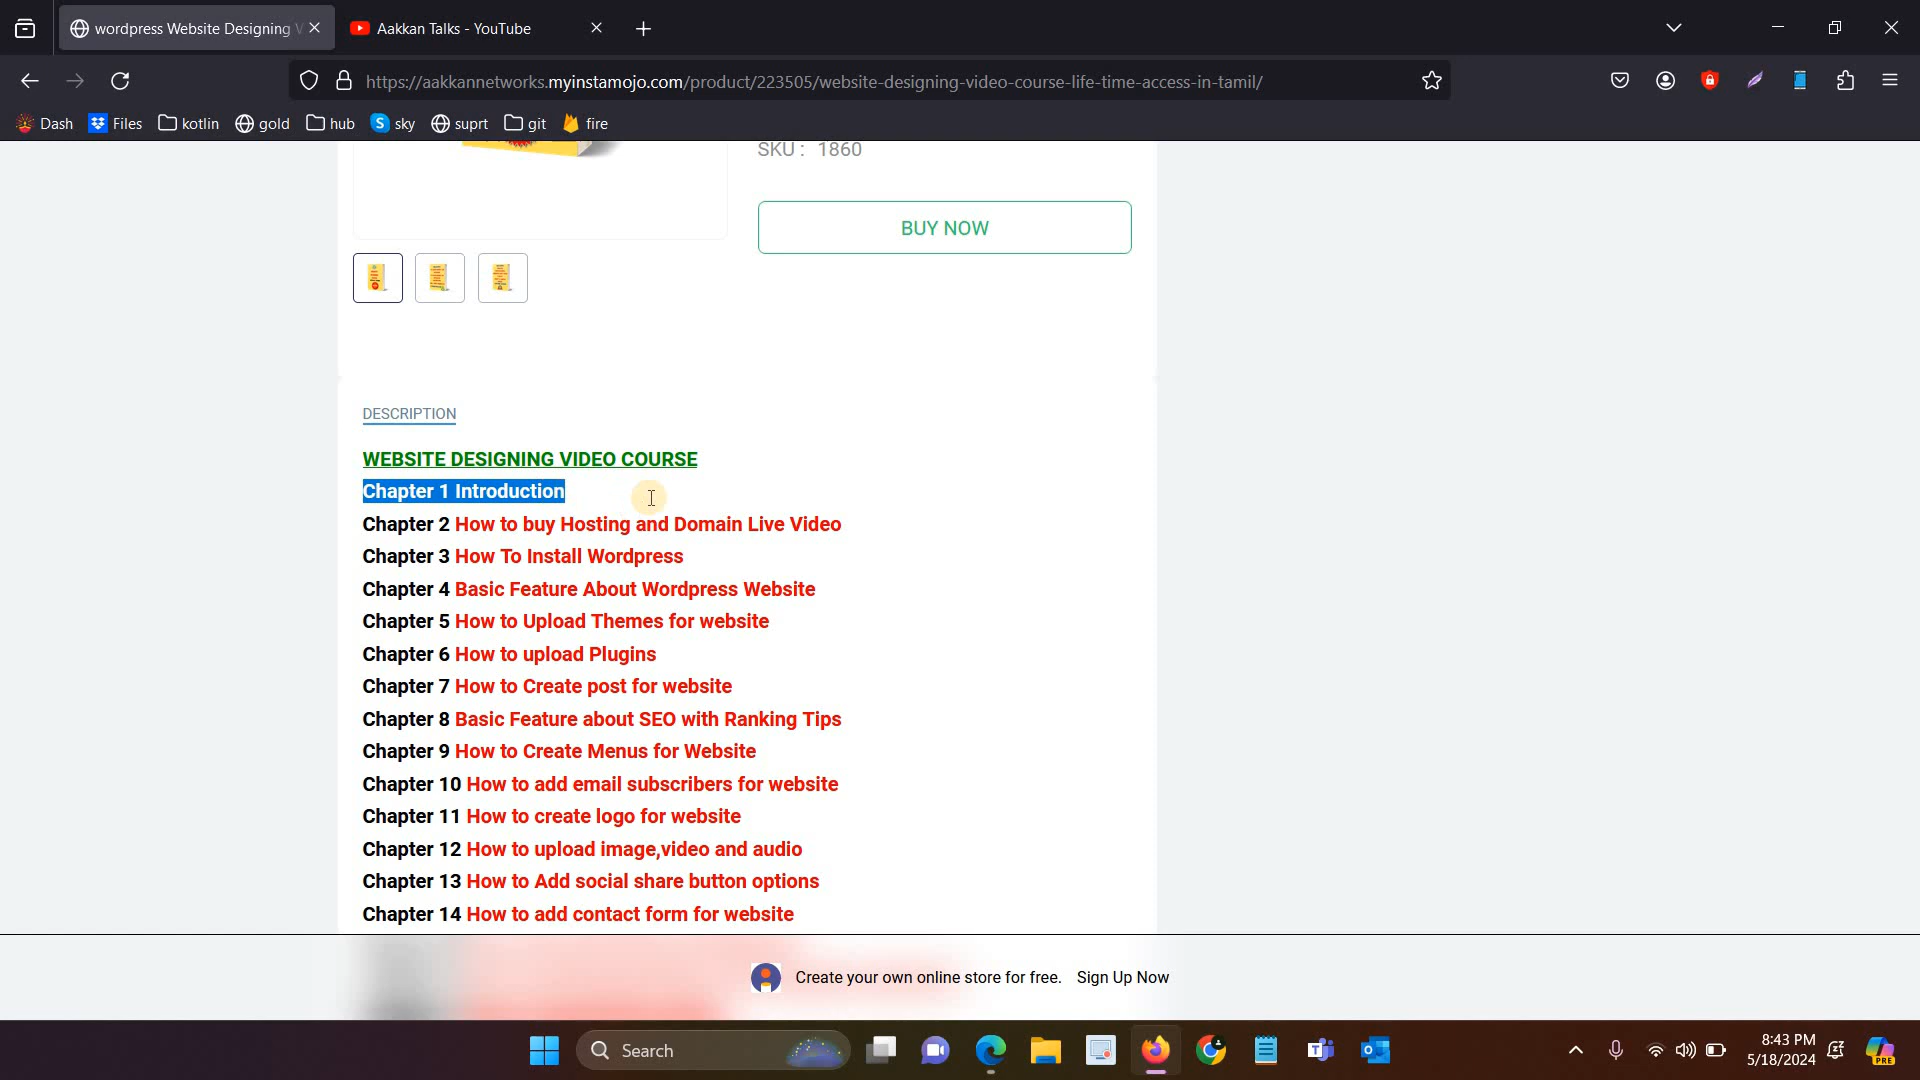 wordpress Website Designing V
Aakkan Talks - YouTube
https://aakkannetworks.myinstamojo.com/product/223505/website-designing-video-course-life-time-access-in-tamil/
Dash
Files
kotlin
gold
hub
sky
suprt
git
fire
SKU : 1860
BUY NOW
DESCRIPTION
WEBSITE DESIGNING VIDEO COURSE
Chapter 1 Introduction
Chapter 2 How to buy Hosting and Domain Live Video
Chapter 3 How To Install Wordpress
Chapter 4 Basic Feature About Wordpress Website
Chapter 5 How to Upload Themes for website
Chapter 6 How to upload Plugins
Chapter 7 How to Create post for website
Chapter 8 Basic Feature about SEO with Ranking Tips
Chapter 9 How to Create Menus for Website
Chapter 10 How to add email subscribers for website
Chapter 11 How to create logo for website
Chapter 12 How to upload image,video and audio
Chapter 13 How to Add social share button options
Chapter 14 How to add contact form for website
Create your own online store for free. Sign Up Now
Search
8:43 PM
5/18/2024
PRE